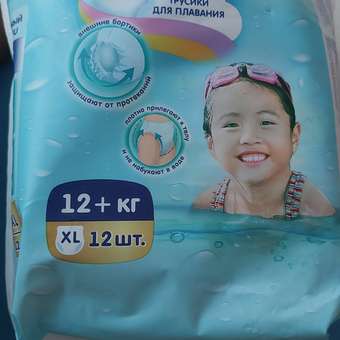 ТРУСИКИ
ДЛЯ ПЛАВАНИЯ
внешние бортики
защищают от протеканий
плотно прилегают к телу
и не набухают в воде
12+ кг
XL 12шт.